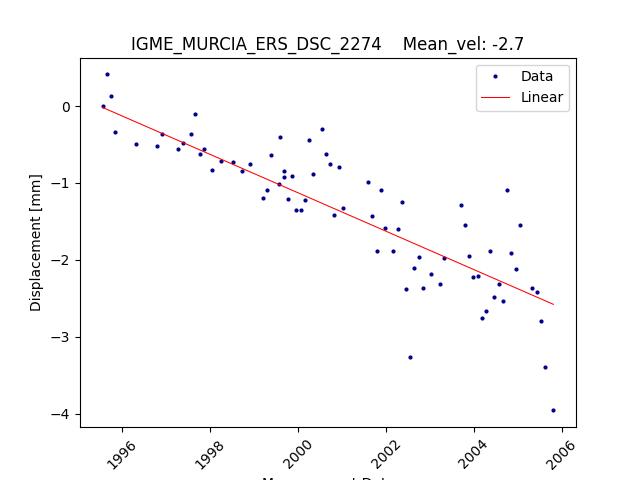 IGME_MURCIA_ERS_DSC_2274    Mean_vel: -2.7
Data
Linear
0
−1
−2
−3
−4
Displacement [mm]
1996
1998
2000
2002
2004
2006